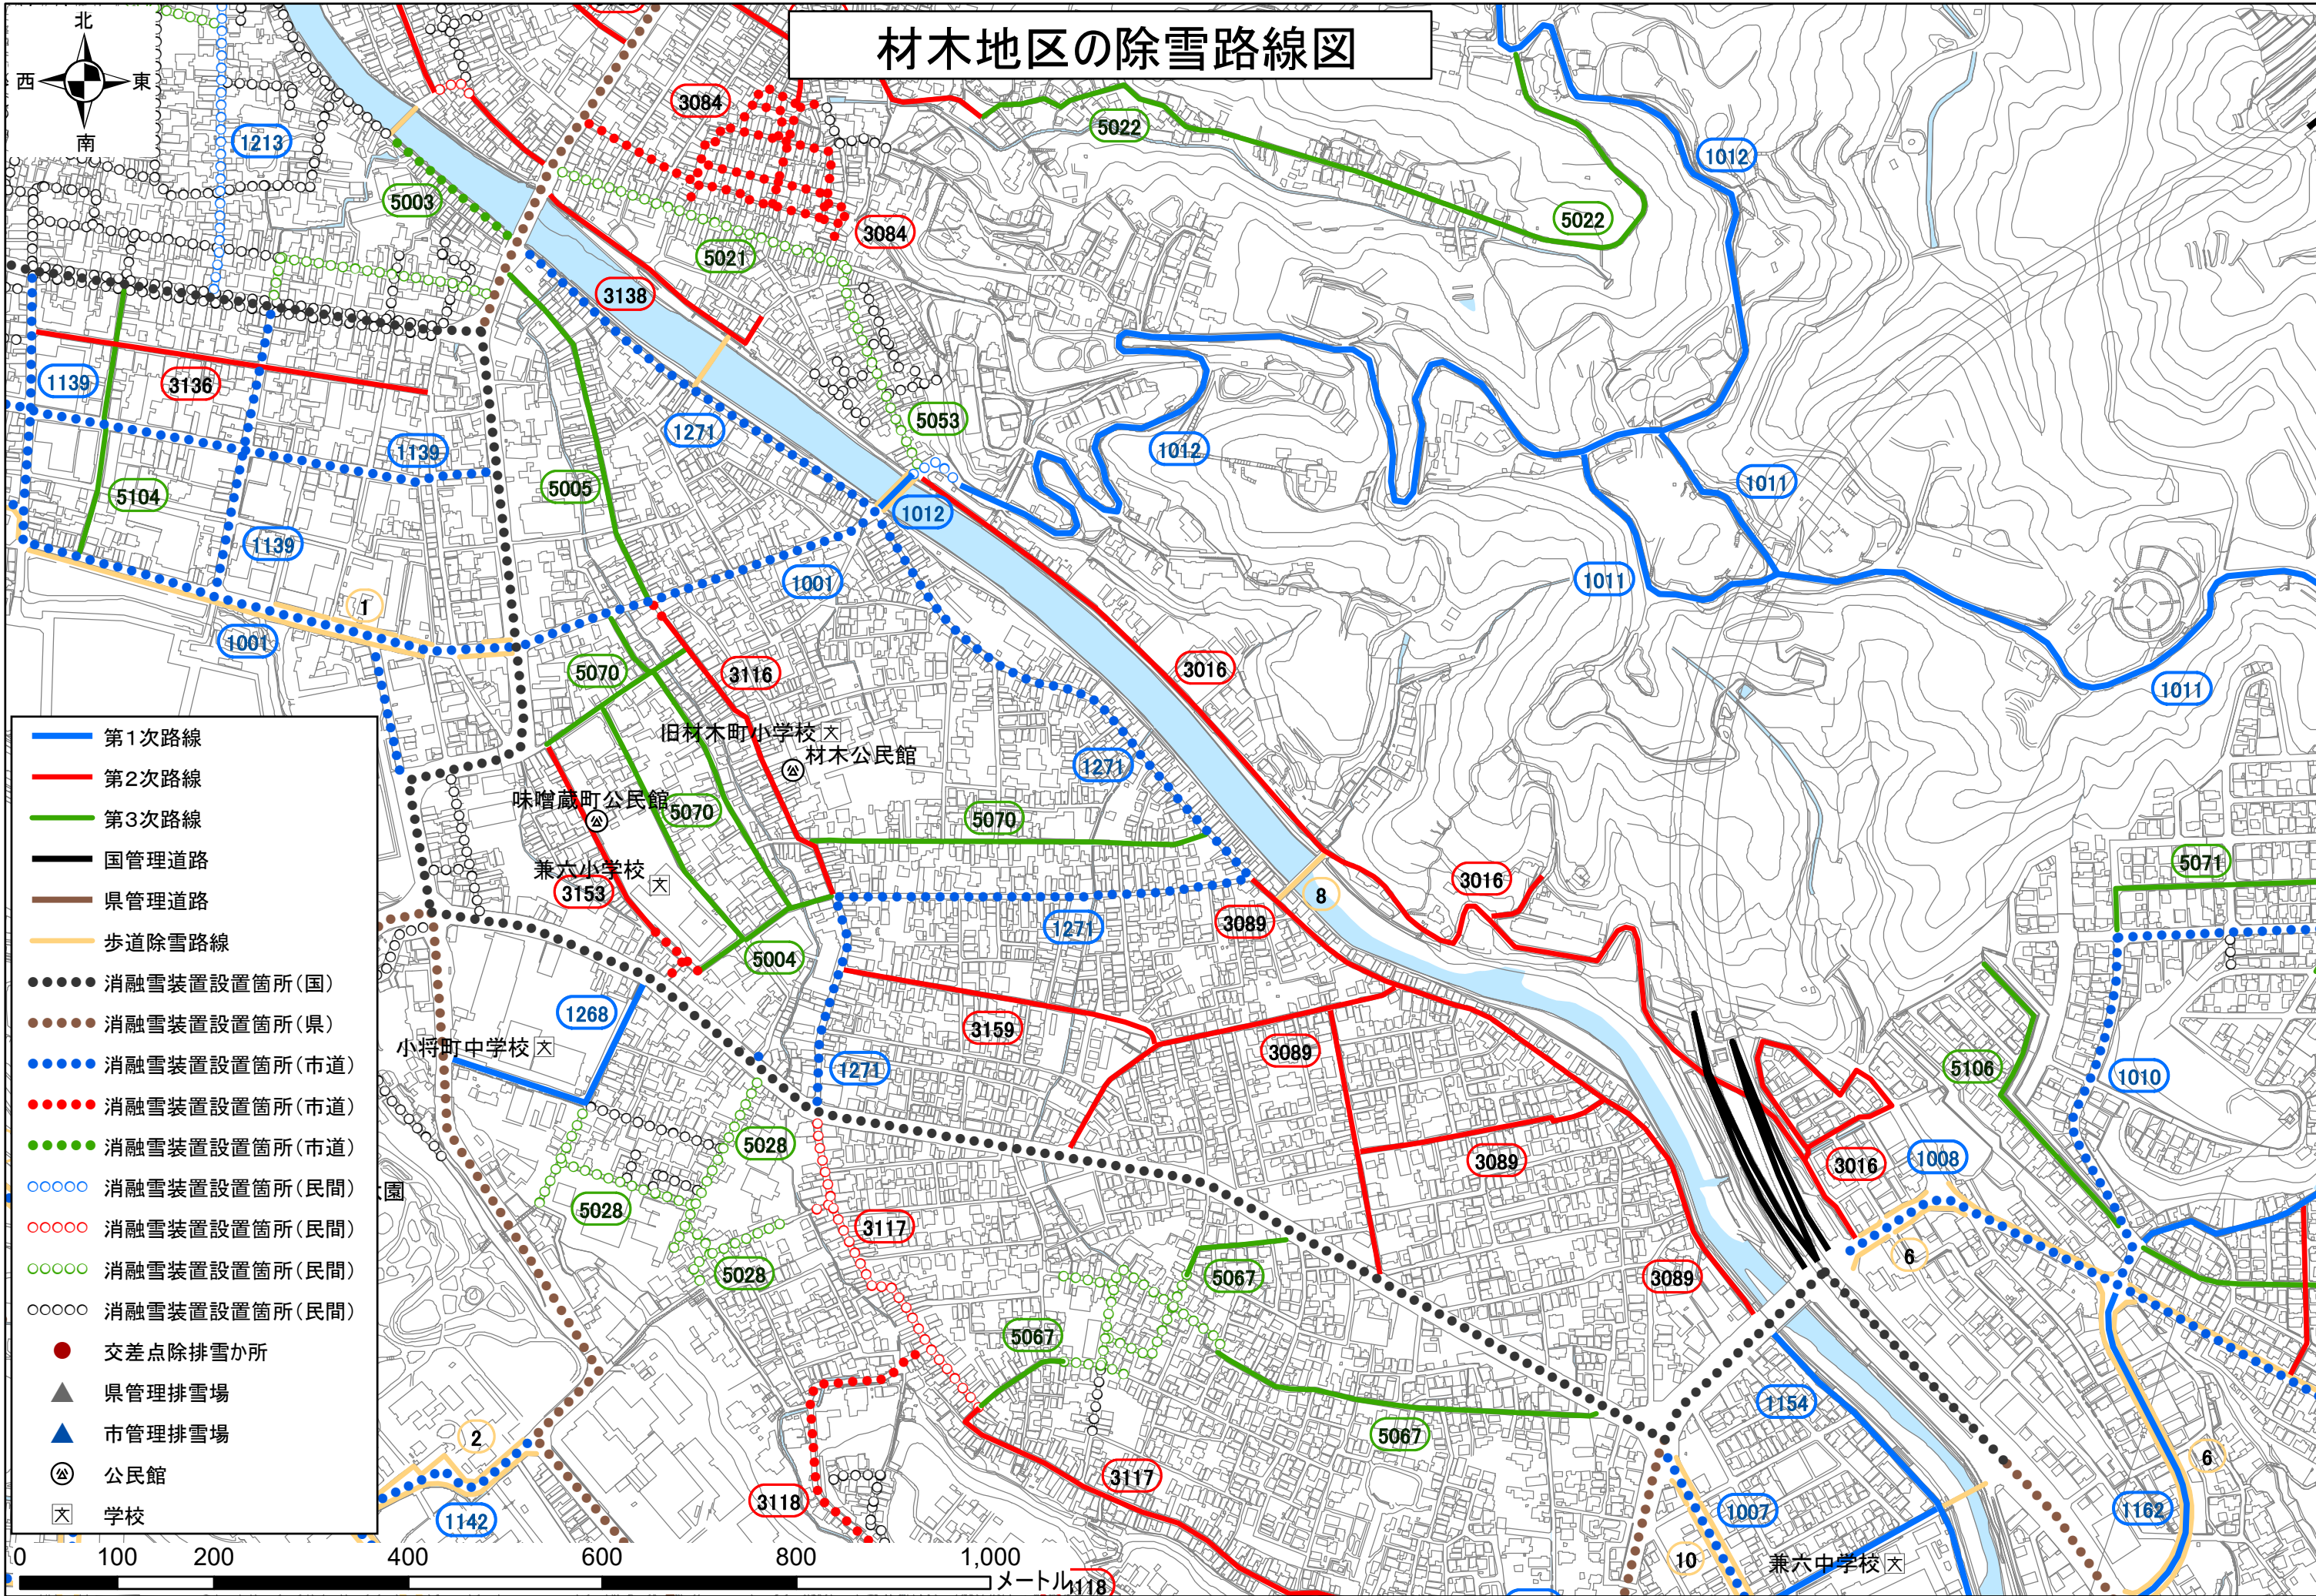 材木地区の除雪路線図
北
西
東
南
3084
5022
1213
1012
5003
5022
3084
5021
3138
1139
3136
5053
1271
1139
1012
5005
1011
5104
1012
1139
1001
1011
1
1001
3016
5070
3116
1011
旧材木町小学校
材木公民館
1271
味噌蔵町公民館
5070
5070
5071
兼六小学校
3153
3016
8
3089
1271
5004
1268
3159
小将町中学校
3089
1271
5106
1010
5028
3089
3016
1008
園
5028
3117
6
5028
5067
3089
5067
1154
5067
2
6
3117
3118
1142
1007
1162
10
兼六中学校
1118
第1次路線
第2次路線
第3次路線
国管理道路
県管理道路
歩道除雪路線
消融雪装置設置箇所(国)
消融雪装置設置箇所(県)
消融雪装置設置箇所(市道)
消融雪装置設置箇所(市道)
消融雪装置設置箇所(市道)
消融雪装置設置箇所(民間)
消融雪装置設置箇所(民間)
消融雪装置設置箇所(民間)
消融雪装置設置箇所(民間)
交差点除排雪か所
県管理排雪場
市管理排雪場
公民館
文 学校
0 100 200 400 600 800 1,000
メートル